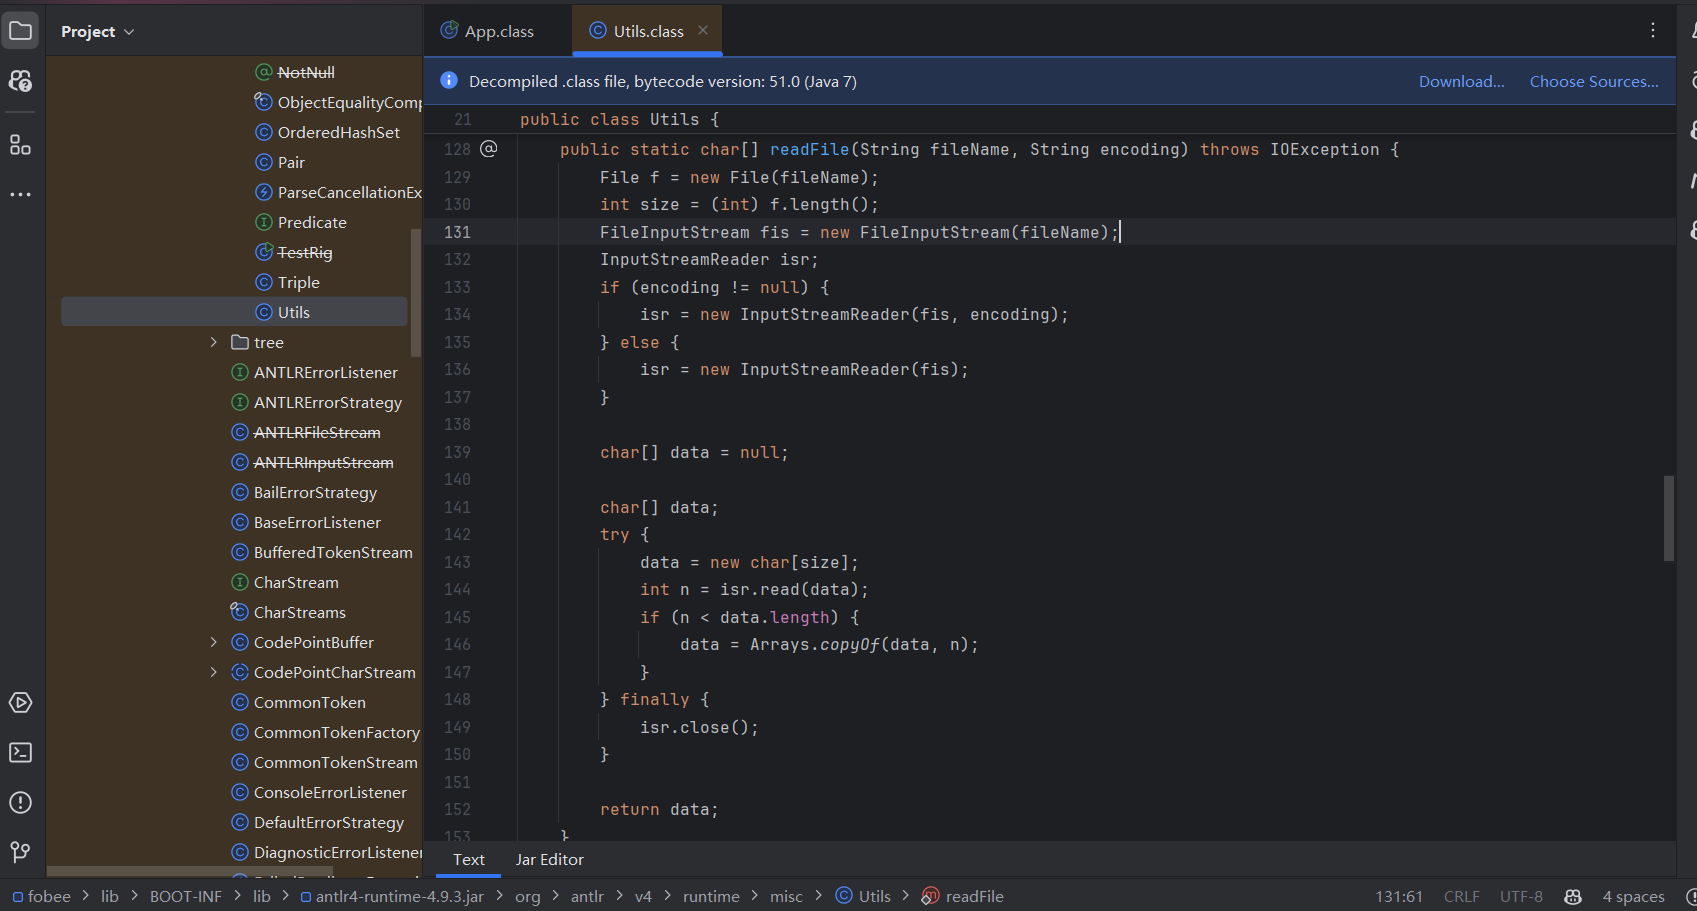 Project
NotNull
ObjectEqualityComp
OrderedHashSet
Pair
ParseCancellationEx
Predicate
TestRig
Triple
Utils
tree
ANTLRErrorListener
ANTLRErrorStrategy
ANTLRFileStream
ANTLRInputStream
BailErrorStrategy
BaseErrorListener
BufferedTokenStream
CharStream
CharStreams
CodePointBuffer
CodePointCharStream
CommonToken
CommonTokenFactory
CommonTokenStream
ConsoleErrorListener
DefaultErrorStrategy
DiagnosticErrorListener
App.class
Utils.class
Decompiled .class file, bytecode version: 51.0 (Java 7)
Download...
Choose Sources...
21 public class Utils {
128 @ public static char[] readFile(String fileName, String encoding) throws IOException {
129 File f = new File(fileName);
130 int size = (int) f.length();
131 FileInputStream fis = new FileInputStream(fileName);
132 InputStreamReader isr;
133 if (encoding != null) {
134 isr = new InputStreamReader(fis, encoding);
135 } else {
136 isr = new InputStreamReader(fis);
137 }
138
139 char[] data = null;
140
141 char[] data;
142 try {
143 data = new char[size];
144 int n = isr.read(data);
145 if (n < data.length) {
146 data = Arrays.copyOf(data, n);
147 }
148 } finally {
149 isr.close();
150 }
151
152 return data;
153 }
Text
Jar Editor
fobee > lib > BOOT-INF > lib > antlr4-runtime-4.9.3.jar > org > antlr > v4 > runtime > misc > Utils > readFile
131:61 CRLF UTF-8 4 spaces